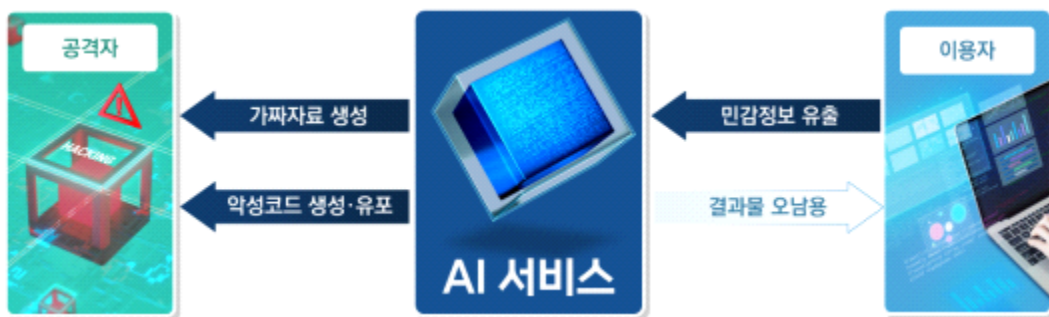 공격자
이용자
가짜자료 생성
민감정보 유출
HACKING
악성코드 생성·유포
결과물 오남용
AI 서비스